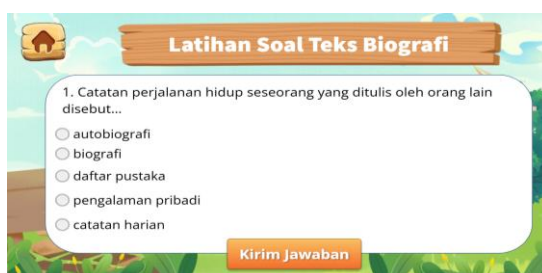 Latihan Soal Teks Biografi
1. Catatan perjalanan hidup seseorang yang ditulis oleh orang lain
disebut...
autobiografi
biografi
daftar pustaka
pengalaman pribadi
catatan harian
Kirim Jawaban